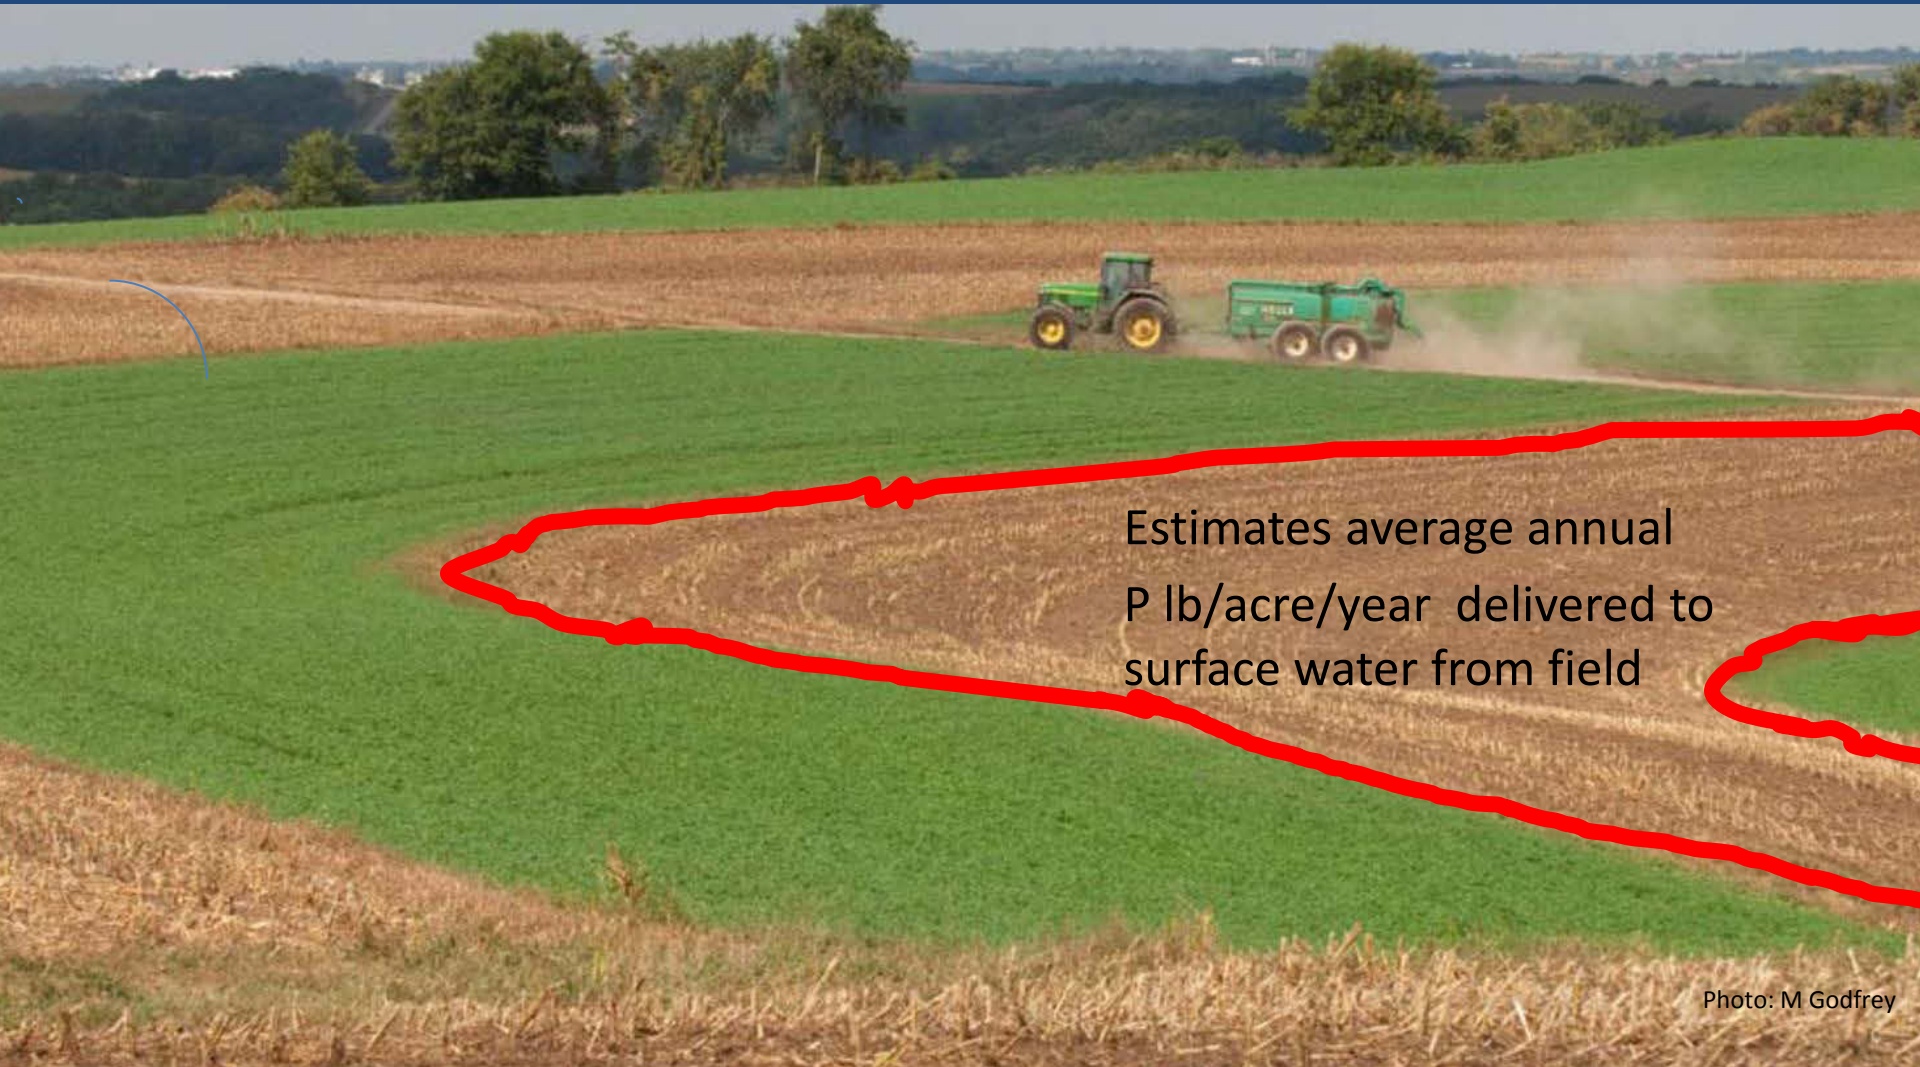 Estimates average annual
P lb/acre/year delivered to
surface water from field
Photo: M Godfrey